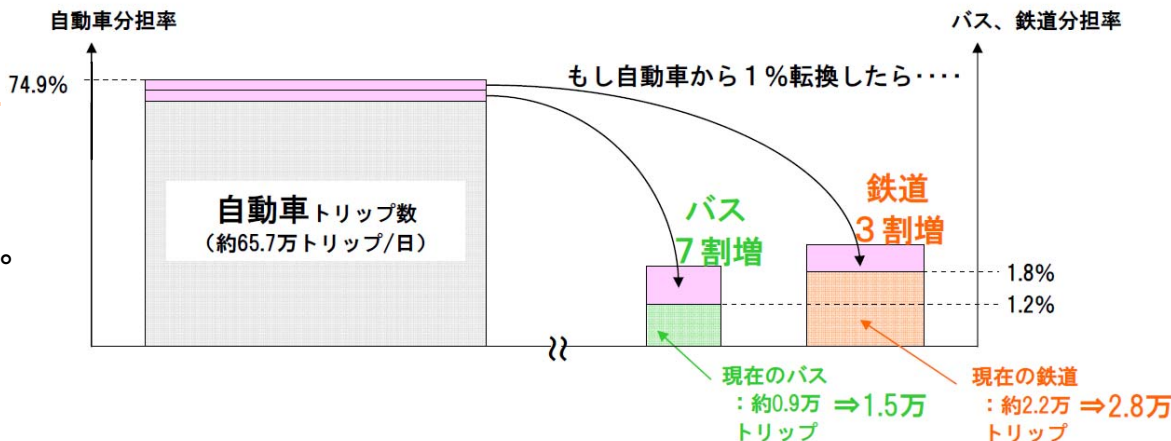 自動車分担率
バス、鉄道分担率
74.9%
もし自動車から1%転換したら‥‥
自動車トリップ数
(約65.7万トリップ/日)
。
バス
7割増
鉄道
3割増
1.8%
1.2%
現在のバス
:約0.9万 ⇒1.5万
トリップ
現在の鉄道
:約2.2万 ⇒2.8万
トリップ